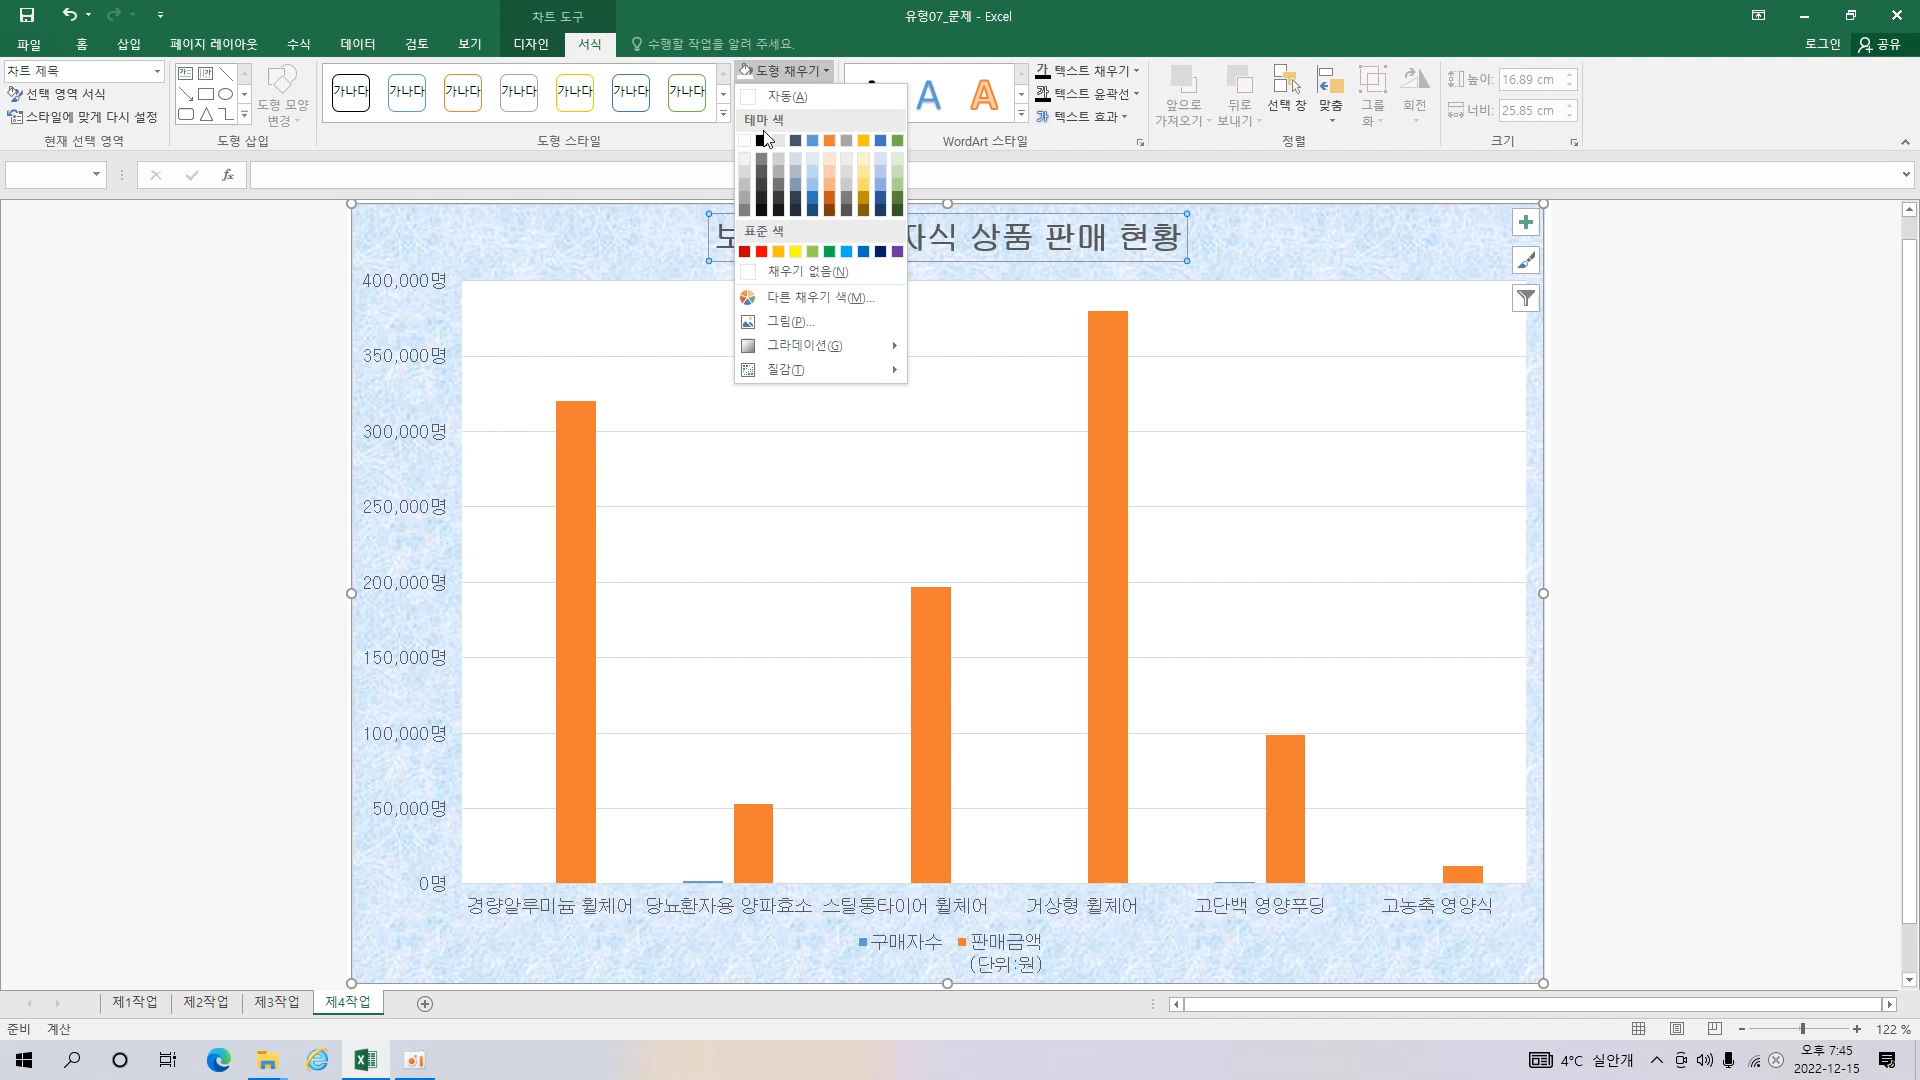 차트 도구
유형07_문제 - Excel
파일 홈 삽입 페이지 레이아웃 수식 데이터 검토 보기 디자인 서식 수행할 작업을 알려 주세요.
로그인 공유
차트 제목
선택 영역 서식
스타일에 맞게 다시 설정
현재 선택 영역
도형 모양
변경
도형 삽입
가나다 가나다 가나다 가나다 가나다 가나다 가나다
도형 스타일
도형 채우기
자동(A)
테마 색
표준 색
채우기 없음(N)
다른 채우기 색(M)...
그림(P)...
그라데이션(G)
질감(T)
A A
WordArt 스타일
텍스트 채우기
텍스트 윤곽선
텍스트 효과
앞으로
가져오기
뒤로
보내기
선택 창
맞춤
그룹
화
회전
정렬
높이: 16.89 cm
너비: 25.85 cm
크기
fx
자식 상품 판매 현황
400,000명
350,000명
300,000명
250,000명
200,000명
150,000명
100,000명
50,000명
0명
경량알루미늄 휠체어 당뇨환자용 양파효소 스틸통타이어 휠체어 거상형 휠체어 고단백 영양푸딩 고농축 영양식
구매자수 판매금액
(단위:원)
제1작업 제2작업 제3작업 제4작업
준비 계산
122 %
4°C 실안개
오후 7:45
2022-12-15